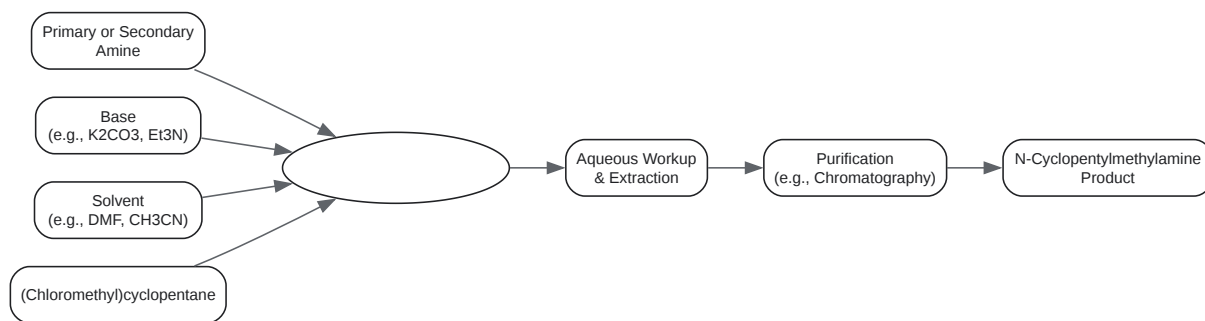 Primary or Secondary
Amine
Base
(e.g., K2CO3, Et3N)
Solvent
(e.g., DMF, CH3CN)
(Chloromethyl)cyclopentane
Aqueous Workup
& Extraction
Purification
(e.g., Chromatography)
N-Cyclopentylmethylamine
Product